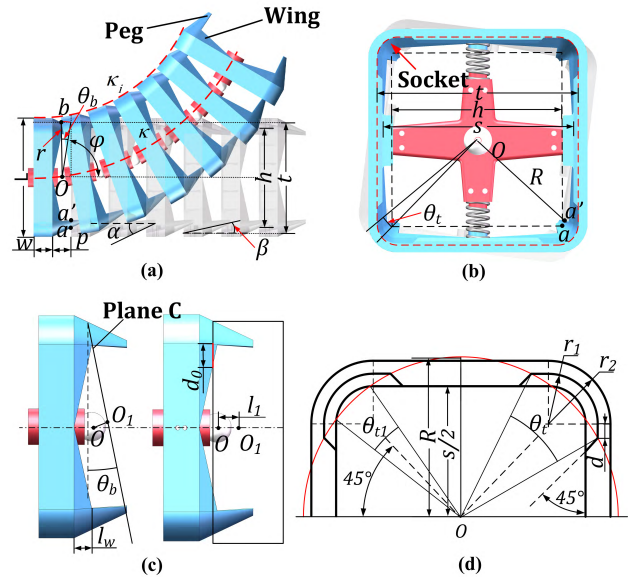 Peg
Wing
κi
b
θb
r
φ
κ
L
O
h
t
a'
a
w
p
α
β
(a)
Socket
t
h
s
O
R
θt
a'
a
(b)
Plane C
d0
l1
O1
O
O
O1
θb
lw
(c)
r1
r2
θt1
R
s/2
θt
d
45°
45°
O
(d)